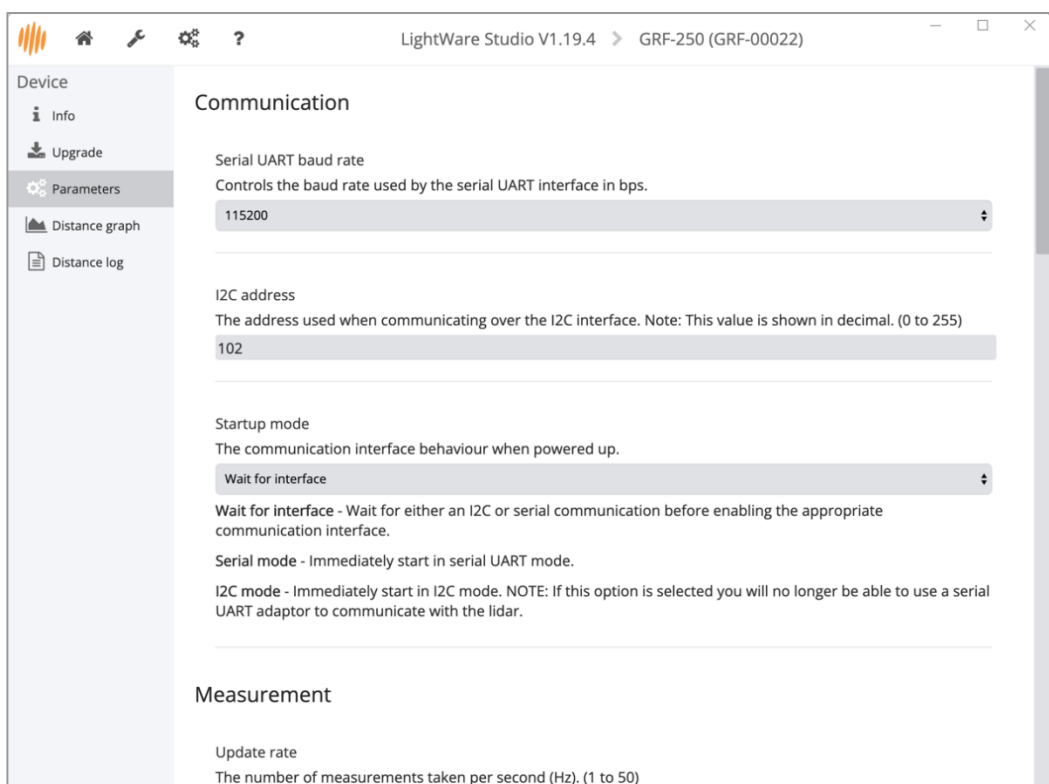 LightWare Studio V1.19.4 > GRF-250 (GRF-00022)
Device
Info
Upgrade
Parameters
Distance graph
Distance log
Communication
Serial UART baud rate
Controls the baud rate used by the serial UART interface in bps.
115200
I2C address
The address used when communicating over the I2C interface. Note: This value is shown in decimal. (0 to 255)
102
Startup mode
The communication interface behaviour when powered up.
Wait for interface
Wait for interface - Wait for either an I2C or serial communication before enabling the appropriate
communication interface.
Serial mode - Immediately start in serial UART mode.
I2C mode - Immediately start in I2C mode. NOTE: If this option is selected you will no longer be able to use a serial
UART adaptor to communicate with the lidar.
Measurement
Update rate
The number of measurements taken per second (Hz). (1 to 50)